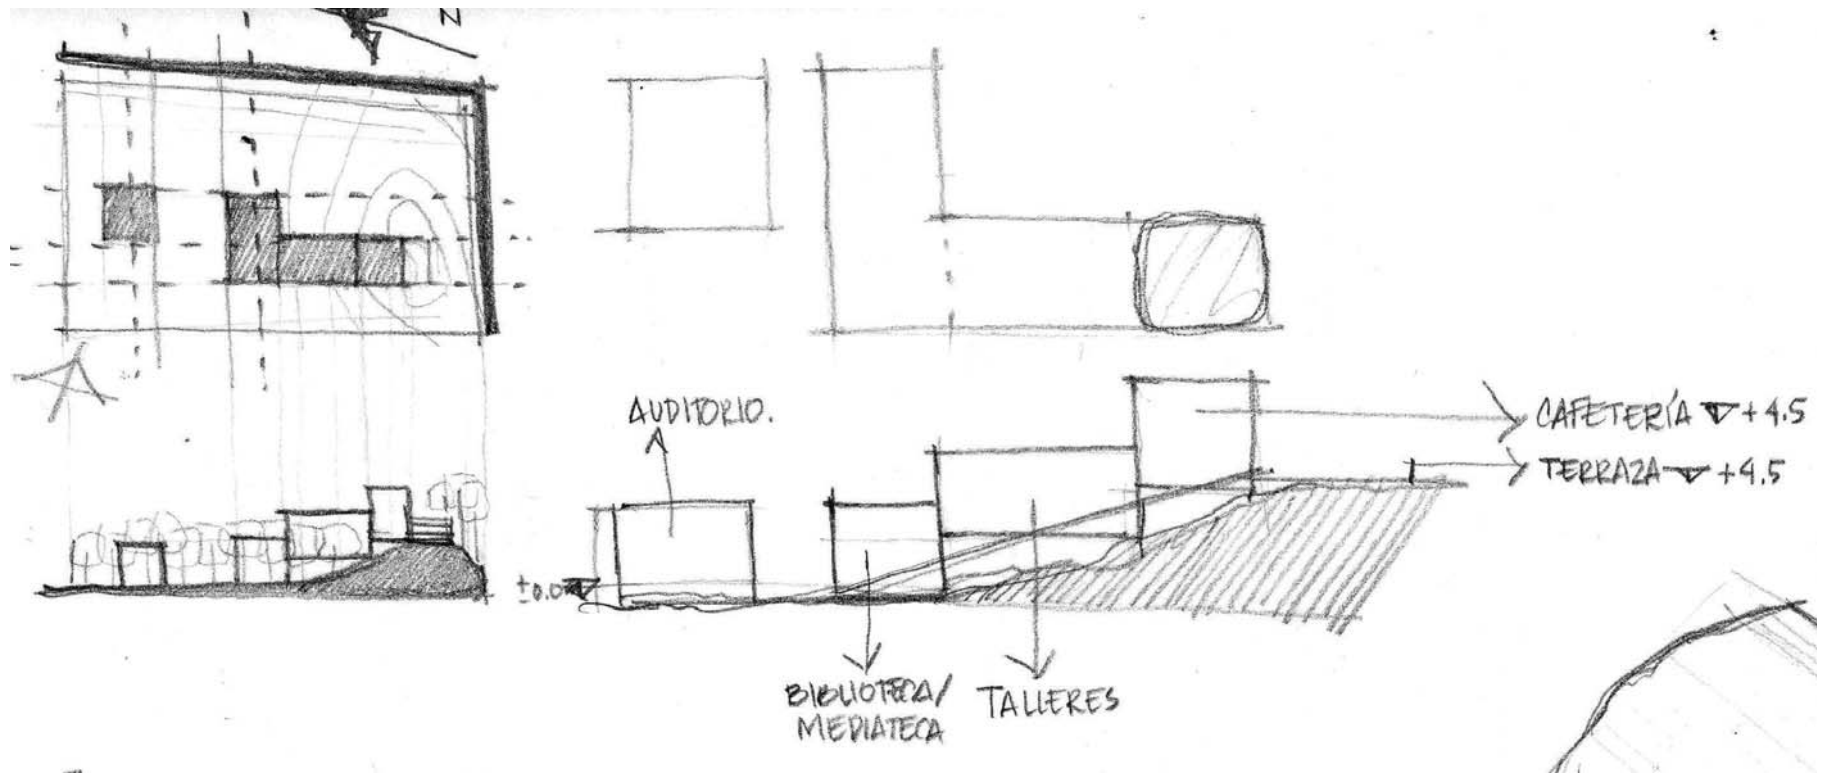 N
AUDITORIO.
CAFETERÍA ▽ +4.5
TERRAZA ▽ +4.5
±0.0
BIBLIOTECA/
MEDIATECA
TALLERES